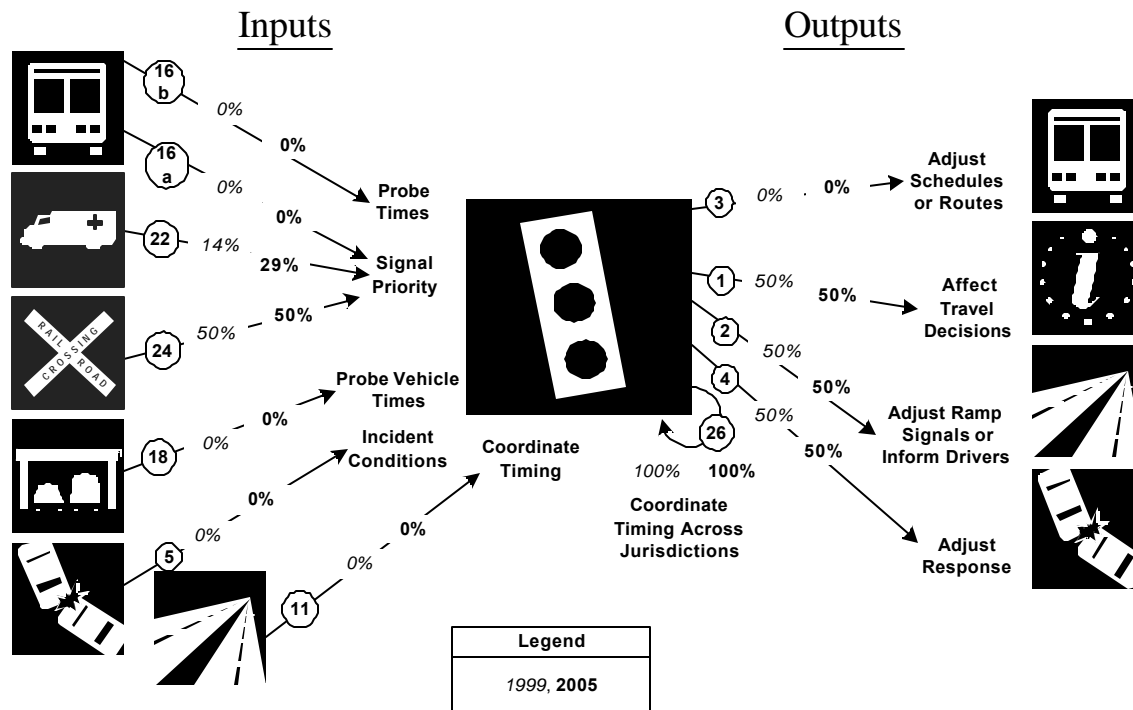 Inputs
Outputs
16
b
0%
0%
Probe
Times
16
a
0%
0%
22
14%
29%
Signal
Priority
RAIL ROAD
CROSSING
24
50%
50%
18
0%
0%
Probe Vehicle
Times
5
0%
0%
Incident
Conditions
11
0%
0%
Coordinate
Timing
3
0%
0%
Adjust
Schedules
or Routes
1
50%
50%
Affect
Travel
Decisions
i
2
50%
50%
Adjust Ramp
Signals or
Inform Drivers
4
50%
50%
Adjust
Response
26
100% 100%
Coordinate
Timing Across
Jurisdictions
Legend
1999, 2005